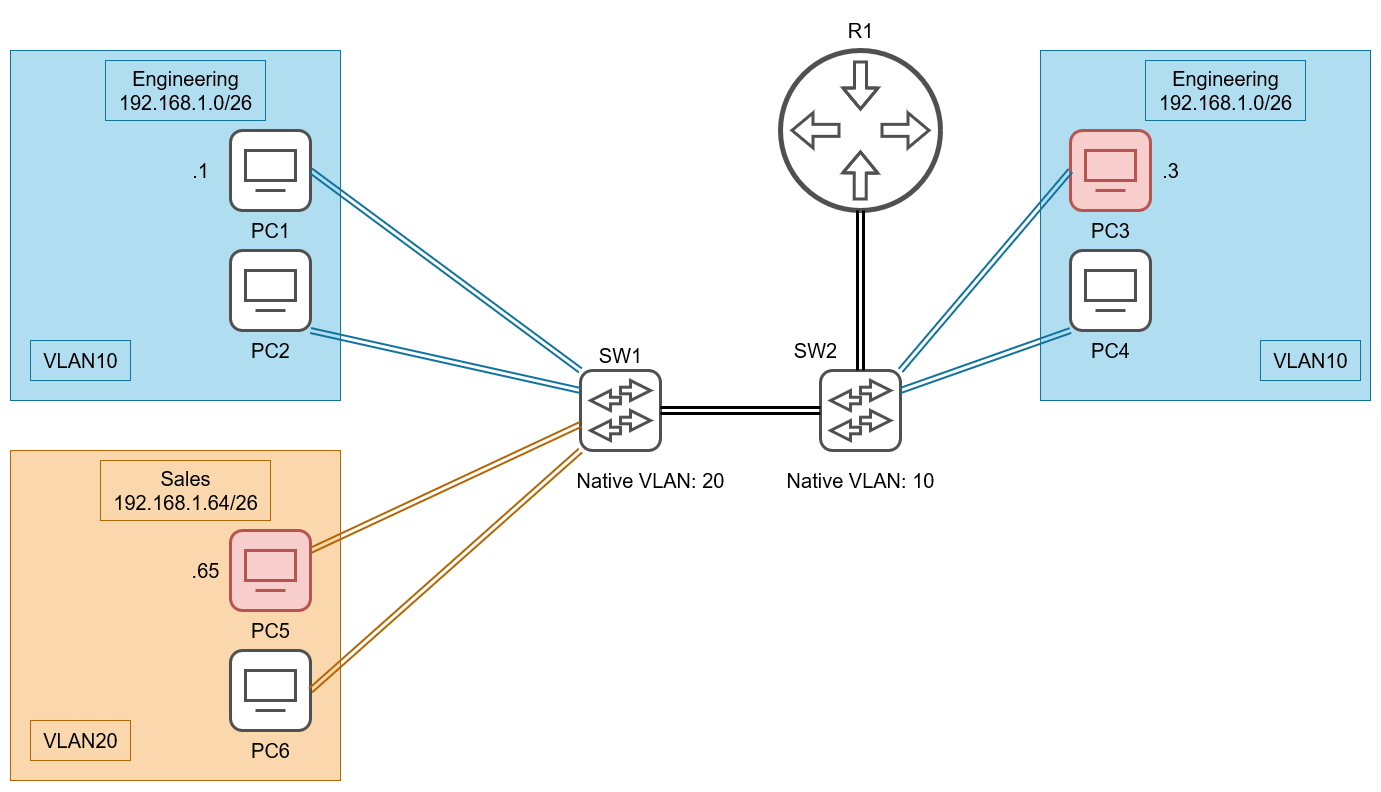 R1
Engineering
192.168.1.0/26
.1
PC1
PC2
VLAN10
Engineering
192.168.1.0/26
.3
PC3
PC4
VLAN10
SW1
SW2
Native VLAN: 20
Native VLAN: 10
Sales
192.168.1.64/26
.65
PC5
PC6
VLAN20